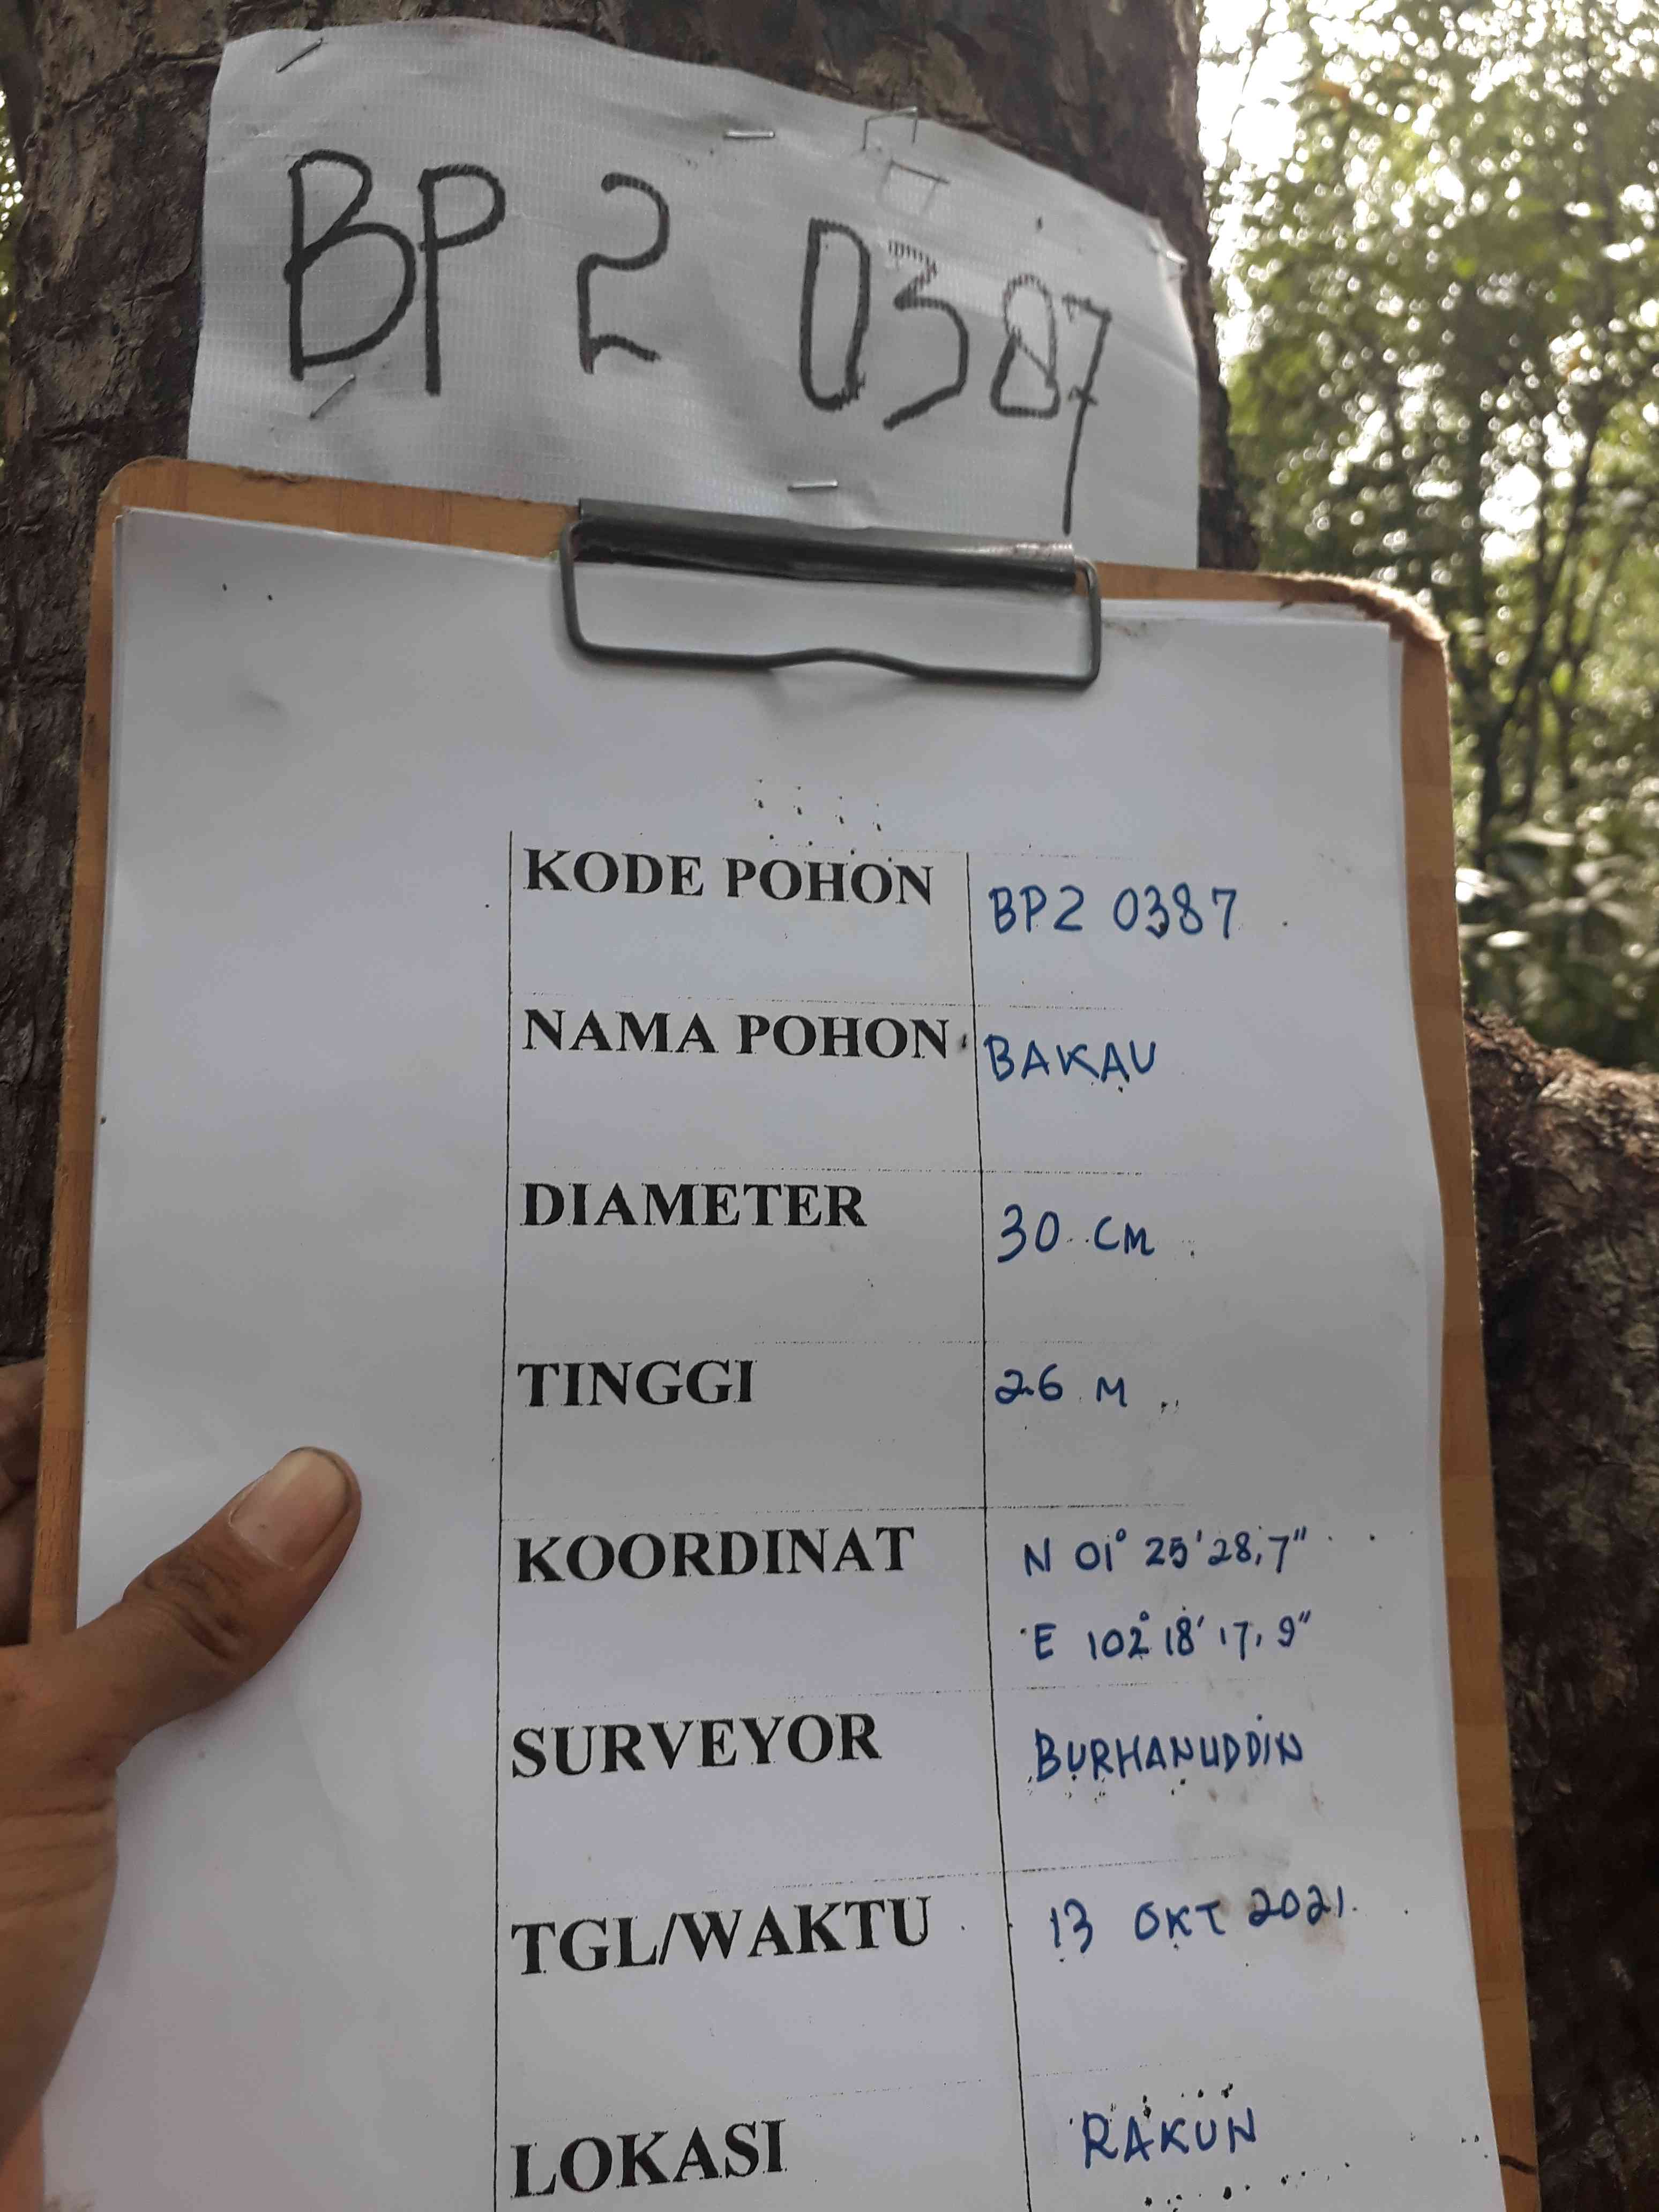 BP 2 0387
KODE POHON BP2 0387
NAMA POHON BAKAU
DIAMETER 30 CM
TINGGI 26 M
KOORDINAT N 01° 25' 28,7"
E 102° 18' 17,9"
SURVEYOR BURHANUDDIN
TGL/WAKTU 13 OKT 2021
LOKASI RAKUN